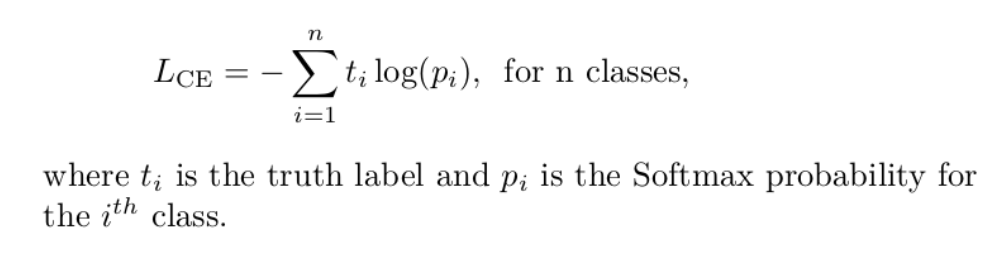 L_CE = − ∑_{i=1}^{n} t_i log(p_i), for n classes,
where t_i is the truth label and p_i is the Softmax probability for
the i^th class.